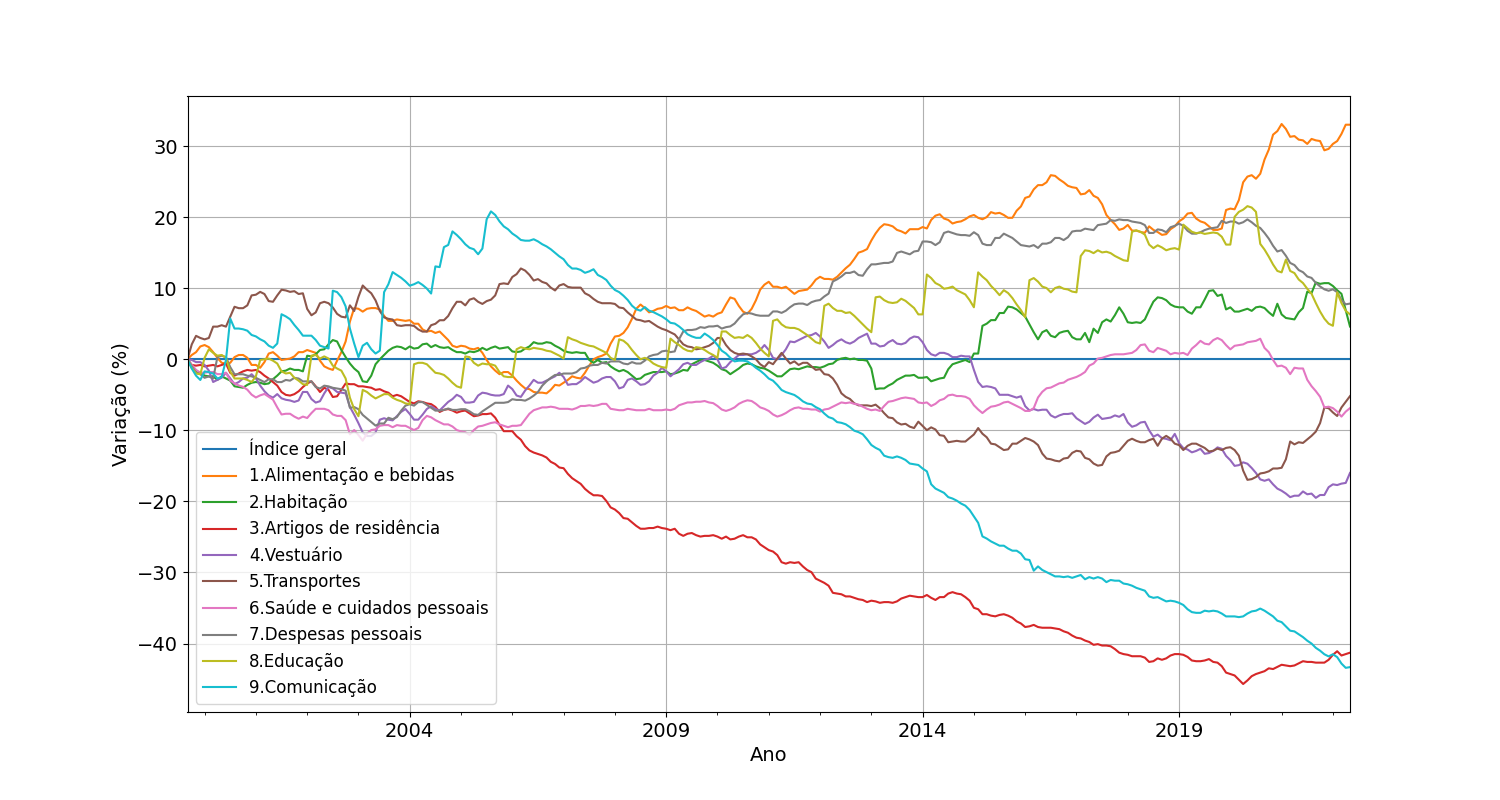 30
20
10
0
−10
−20
−30
−40
Variação (%)
Índice geral
1.Alimentação e bebidas
2.Habitação
3.Artigos de residência
4.Vestuário
5.Transportes
6.Saúde e cuidados pessoais
7.Despesas pessoais
8.Educação
9.Comunicação
2004 2009 2014 2019
Ano